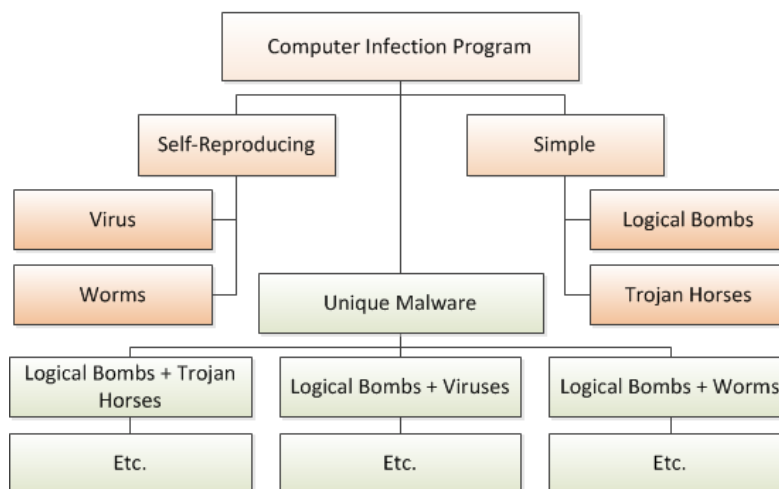 Computer Infection Program
Self-Reproducing
Simple
Virus
Logical Bombs
Worms
Trojan Horses
Unique Malware
Logical Bombs + Trojan
Horses
Logical Bombs + Viruses
Logical Bombs + Worms
Etc.
Etc.
Etc.